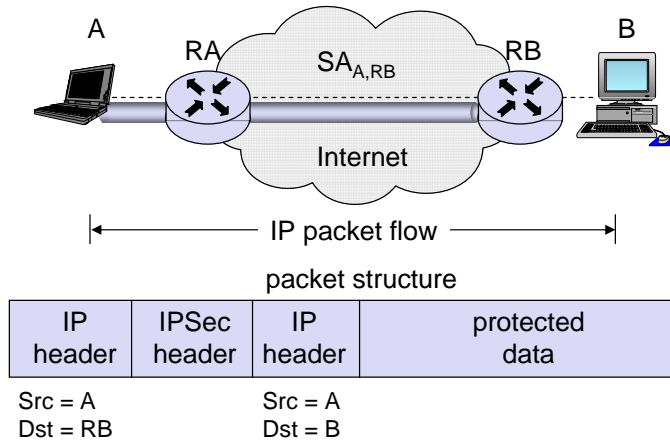 A
RA
SA_A,RB
RB
B
Internet
IP packet flow
packet structure
IP header
IPSec header
IP header
protected data
Src = A
Dst = RB
Src = A
Dst = B